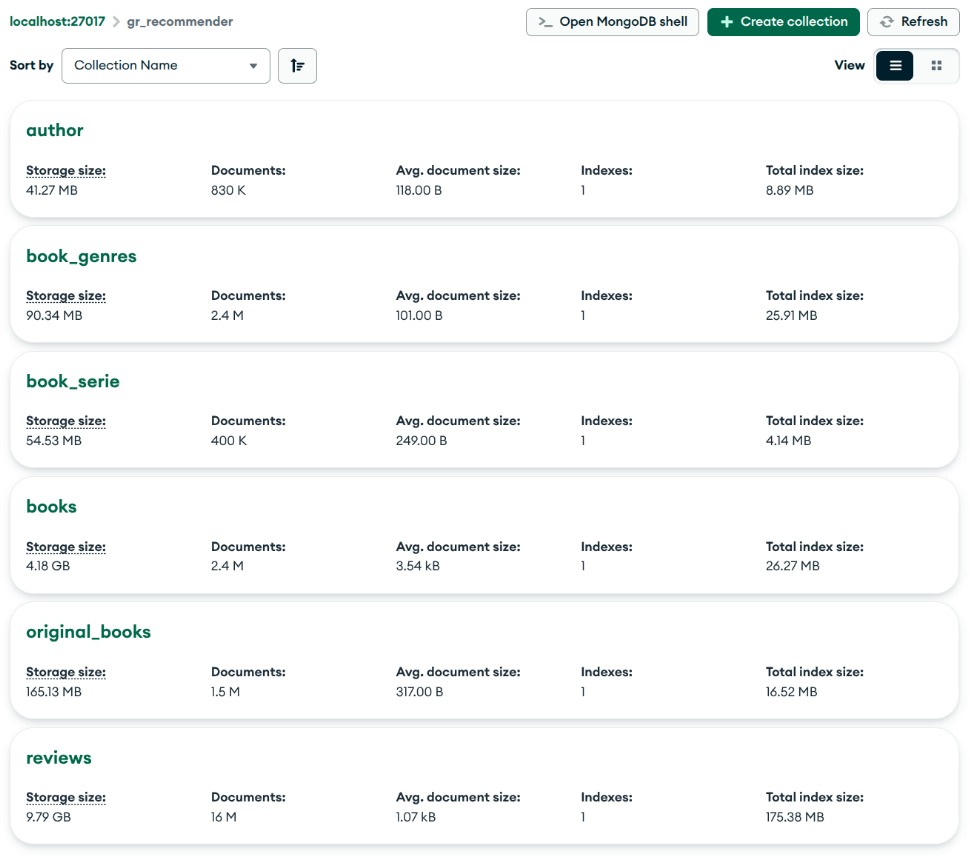 localhost:27017 > gr_recommender >_ Open MongoDB shell + Create collection Refresh
Sort by Collection Name View
author
Storage size: Documents: Avg. document size: Indexes: Total index size:
41.27 MB 830 K 118.00 B 1 8.89 MB
book_genres
Storage size: Documents: Avg. document size: Indexes: Total index size:
90.34 MB 2.4 M 101.00 B 1 25.91 MB
book_serie
Storage size: Documents: Avg. document size: Indexes: Total index size:
54.53 MB 400 K 249.00 B 1 4.14 MB
books
Storage size: Documents: Avg. document size: Indexes: Total index size:
4.18 GB 2.4 M 3.54 kB 1 26.27 MB
original_books
Storage size: Documents: Avg. document size: Indexes: Total index size:
165.13 MB 1.5 M 317.00 B 1 16.52 MB
reviews
Storage size: Documents: Avg. document size: Indexes: Total index size:
9.79 GB 16 M 1.07 kB 1 175.38 MB